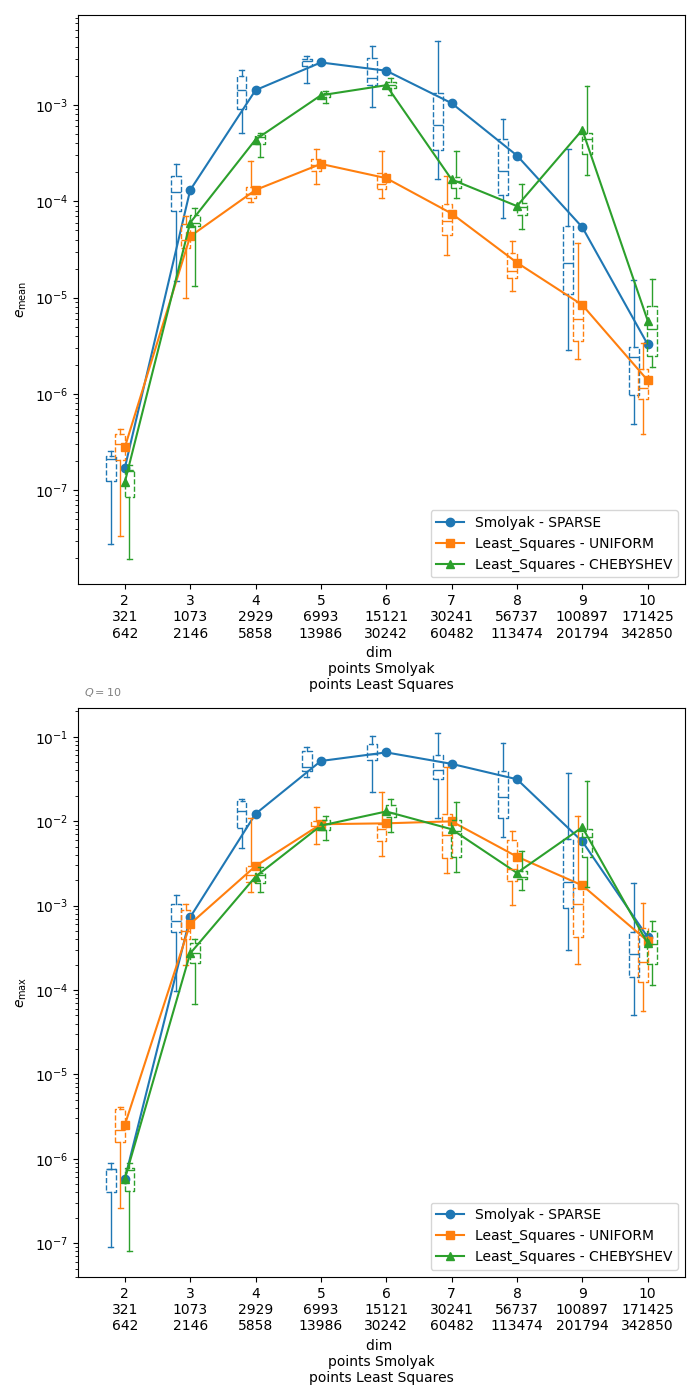 10⁻³
10⁻⁴
10⁻⁵
10⁻⁶
10⁻⁷
e_mean
Smolyak - SPARSE
Least_Squares - UNIFORM
Least_Squares - CHEBYSHEV
2 3 4 5 6 7 8 9 10
321 1073 2929 6993 15121 30241 56737 100897 171425
642 2146 5858 13986 30242 60482 113474 201794 342850
dim
points Smolyak
points Least Squares
Q = 10
10⁻¹
10⁻²
10⁻³
10⁻⁴
10⁻⁵
10⁻⁶
10⁻⁷
e_max
Smolyak - SPARSE
Least_Squares - UNIFORM
Least_Squares - CHEBYSHEV
2 3 4 5 6 7 8 9 10
321 1073 2929 6993 15121 30241 56737 100897 171425
642 2146 5858 13986 30242 60482 113474 201794 342850
dim
points Smolyak
points Least Squares